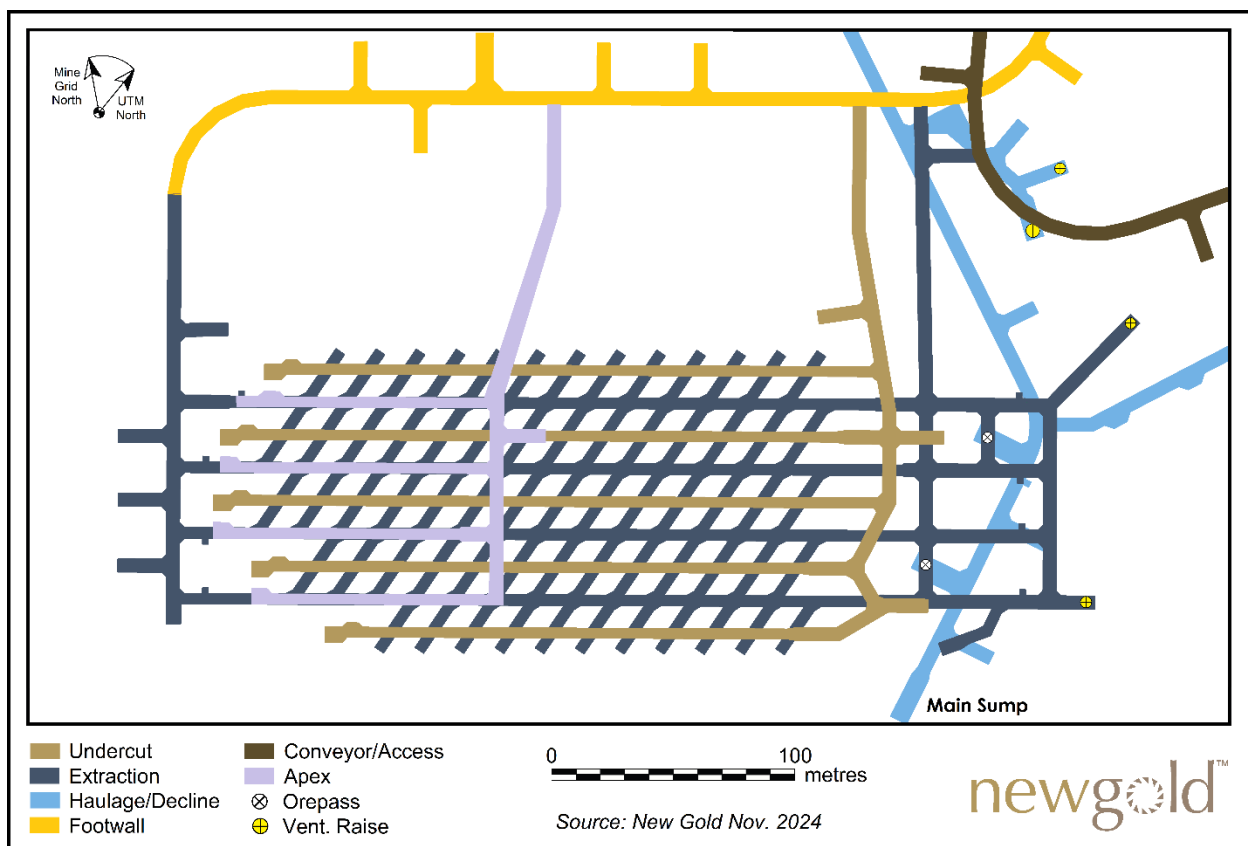 Mine
Grid
North
UTM
North
Main Sump
Undercut
Extraction
Haulage/Decline
Footwall
Conveyor/Access
Apex
Orepass
Vent. Raise
0 100
metres
Source: New Gold Nov. 2024
newgold™